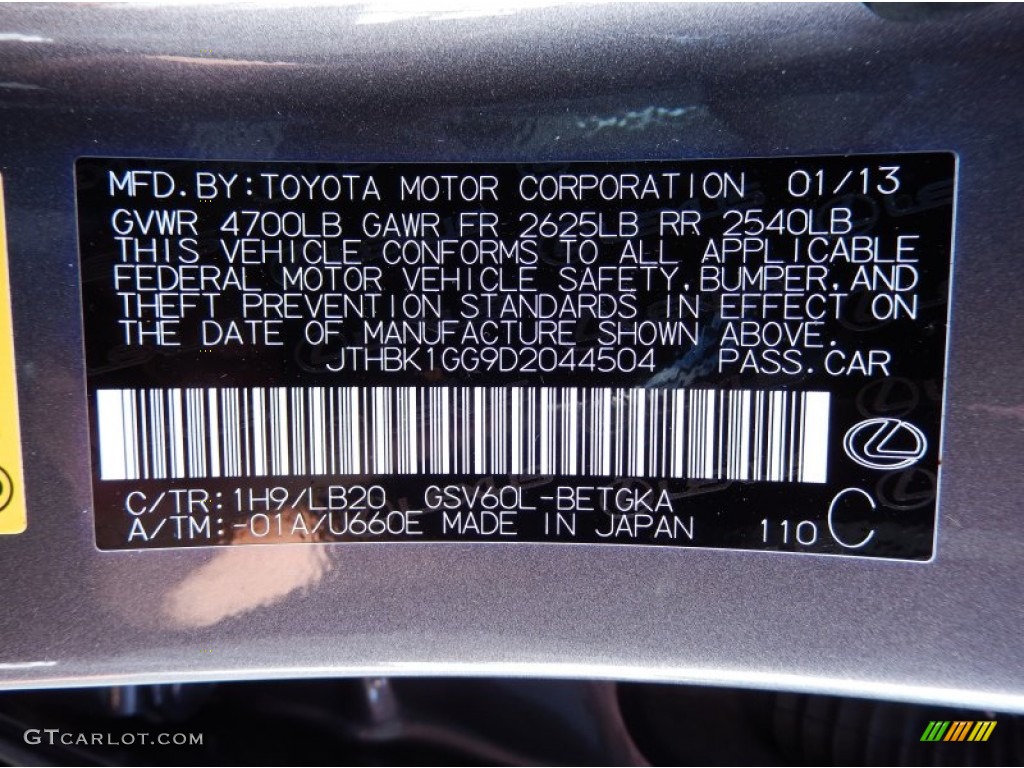 MFD.BY:TOYOTA MOTOR CORPORATION 01/13
GVWR 4700LB GAWR FR 2625LB RR 2540LB
THIS VEHICLE CONFORMS TO ALL APPLICABLE
FEDERAL MOTOR VEHICLE SAFETY,BUMPER,AND
THEFT PREVENTION STANDARDS IN EFFECT ON
THE DATE OF MANUFACTURE SHOWN ABOVE.
JTHBK1GG9D2044504 PASS.CAR
C/TR:1H9/LB20 GSV60L-BETGKA
A/TM:-01A/U660E MADE IN JAPAN 110 C
GTCARLOT.COM